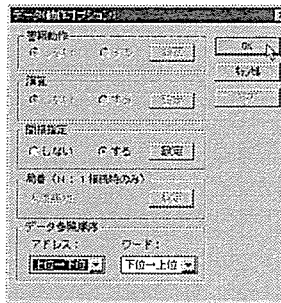 データ動作オプション
警報動作
しない する 設定
OK
キャンセル
演算
しない する 設定
間接指定
しない する 設定
局番 (N:1接続時のみ)
設定
データ参照順序
アドレス: ワード:
上位→下位 下位→上位